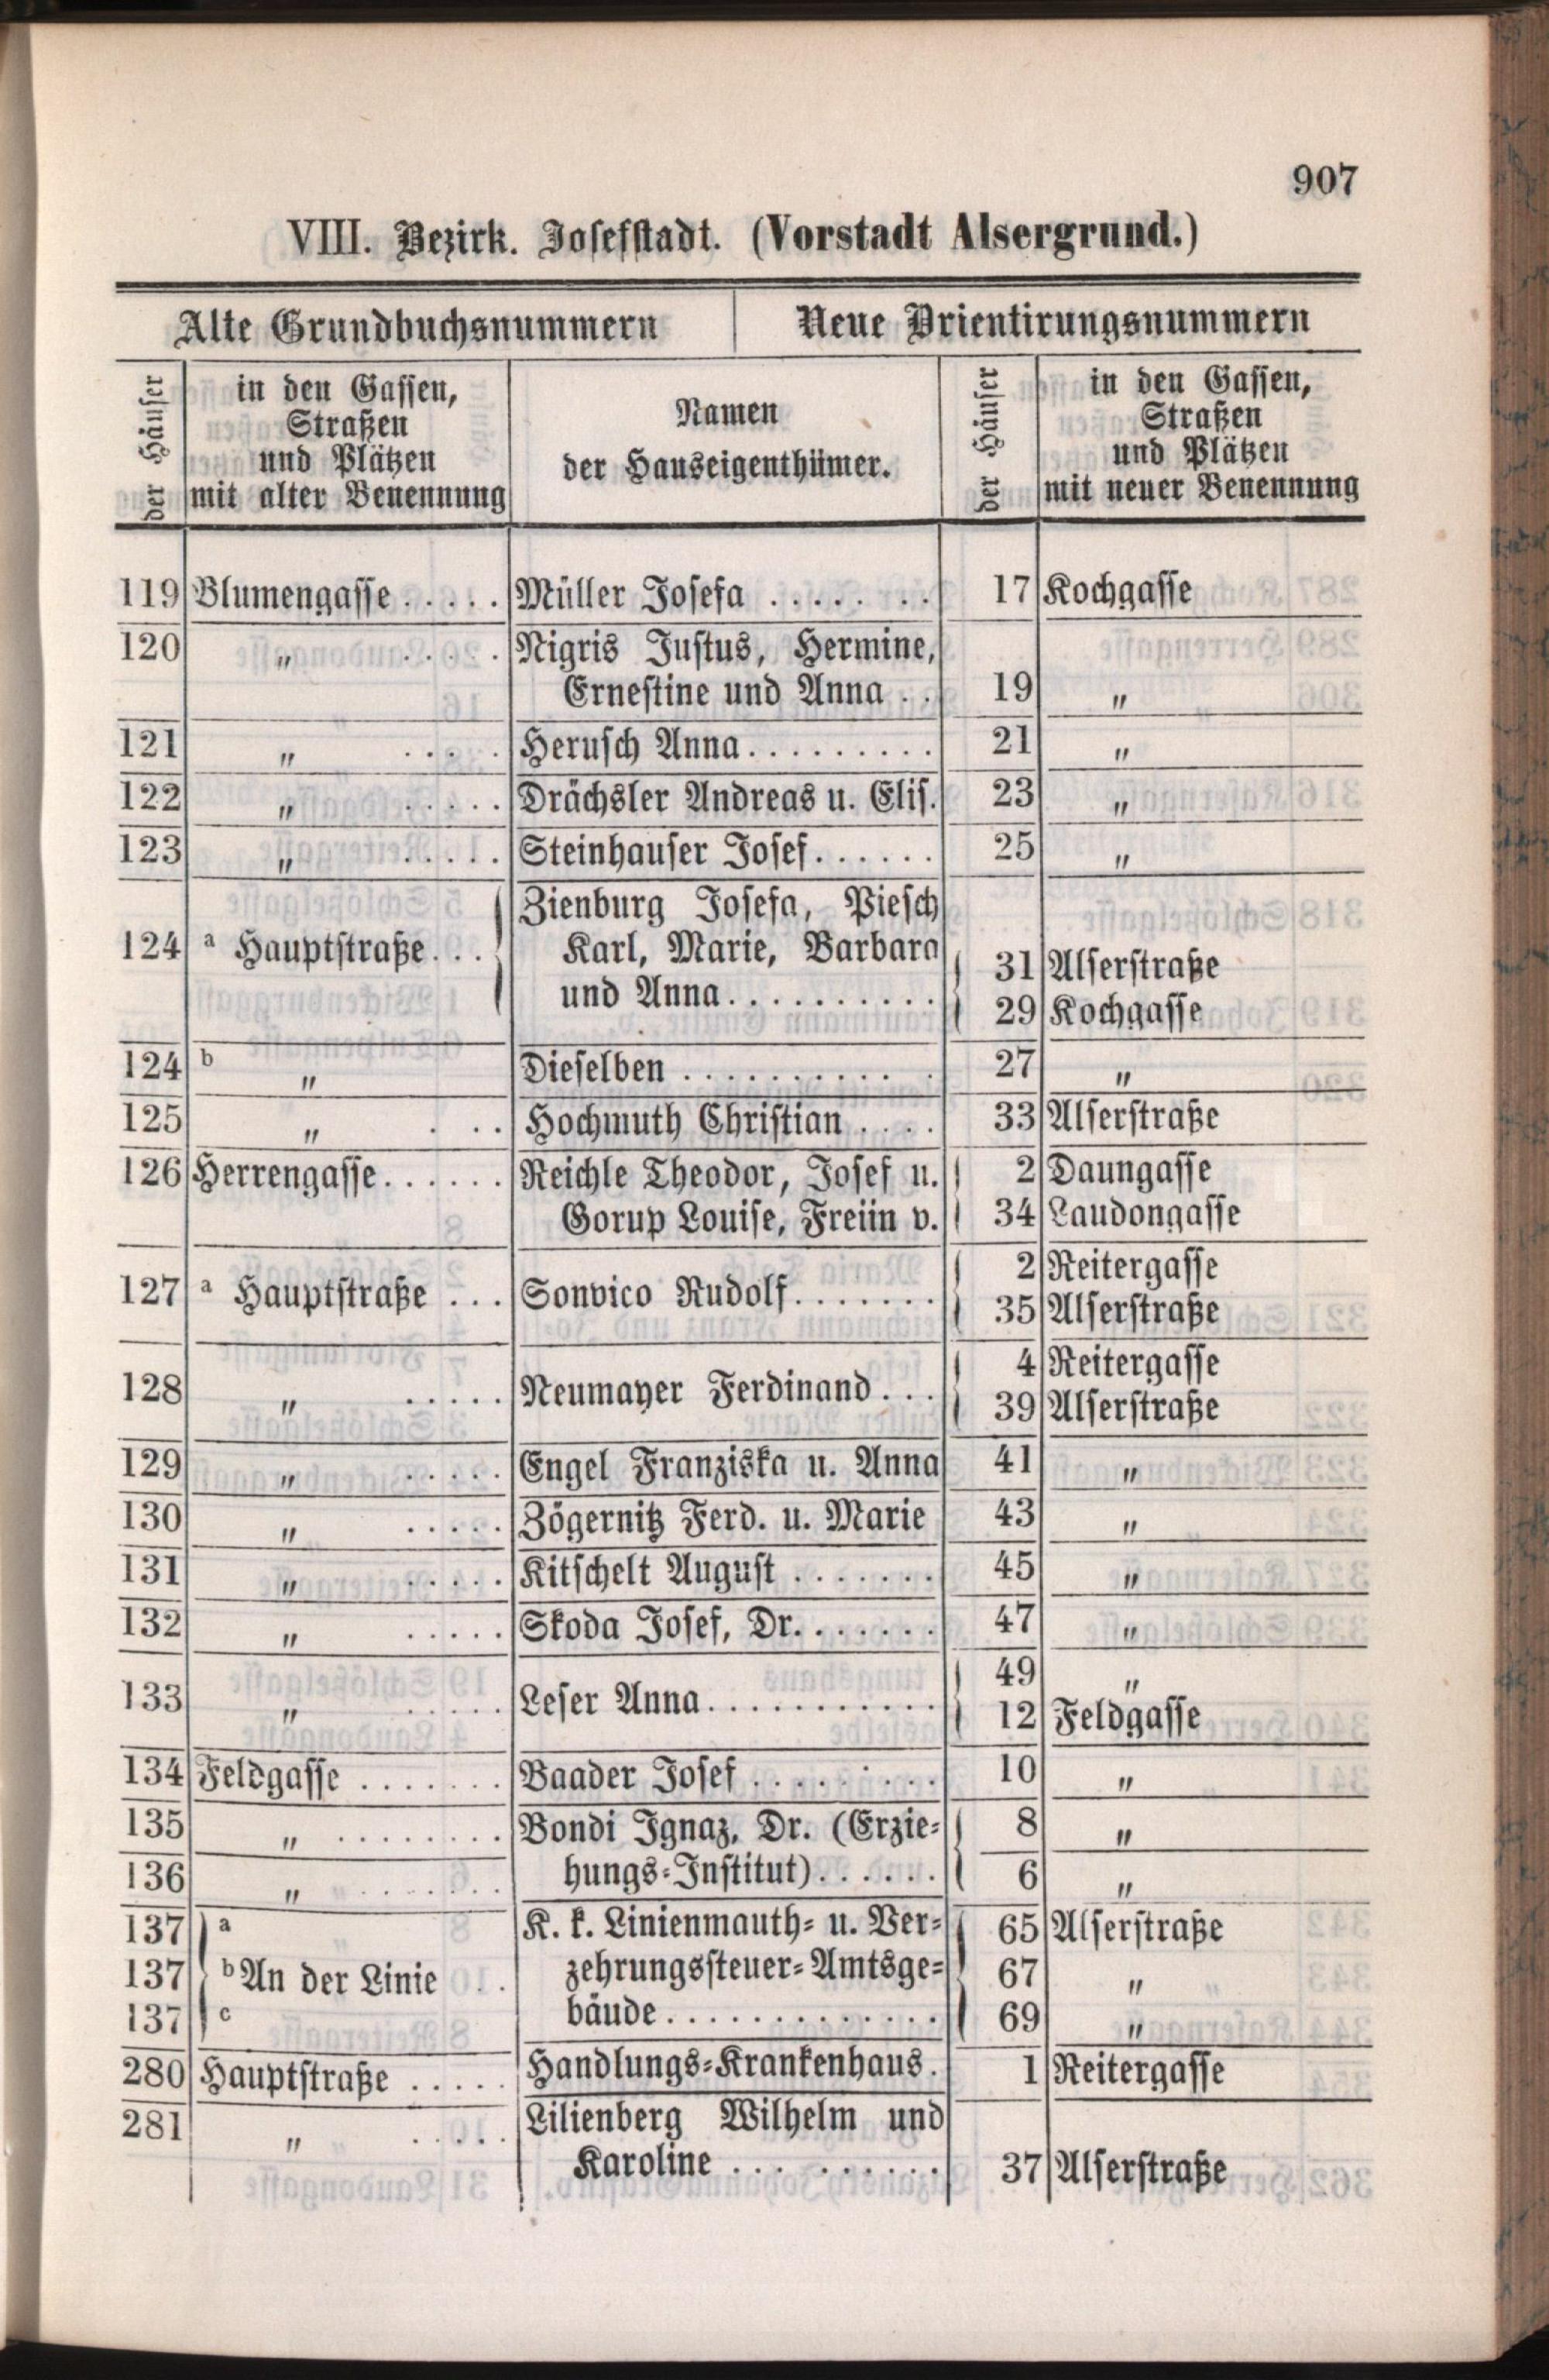 907
VIII. Bezirk. Josefstadt. (Vorstadt Alsergrund.)
Alte Grundbuchsnummern Neue Orientirungsnummern
der Häuser
in den Gassen,
Straßen
und Plätzen
mit alter Benennung
Namen
der Hauseigenthümer.
der Häuser
in den Gassen,
Straßen
und Plätzen
mit neuer Benennung
119 Blumengasse ..... Müller Josefa ........ 17 Kochgasse
120 „ .... Nigris Justus, Hermine,
Ernestine und Anna .. 19 „
121 „ .... Herusch Anna......... 21 „
122 „ ..... Drächsler Andreas u. Elis. 23 „
123 „ ..... Steinhauser Josef...... 25 „
Zienburg Josefa, Piesch
124 a Hauptstraße... Karl, Marie, Barbara 31 Alserstraße
und Anna.......... 29 Kochgasse
124 b „ Dieselben .......... 27 „
125 „ ... Hochmuth Christian .... 33 Alserstraße
126 Herrengasse...... Reichle Theodor, Josef u. 2 Daungasse
Gorup Louise, Freiin v. 34 Laudongasse
2 Reitergasse
127 a Hauptstraße ... Sonvico Rudolf....... 35 Alserstraße
4 Reitergasse
128 „ ..... Neumayer Ferdinand... 39 Alserstraße
129 „ ..... Engel Franziska u. Anna 41 „
130 „ ..... Zögernitz Ferd. u. Marie 43 „
131 „ ..... Kitschelt August ....... 45 „
132 „ ..... Skoda Josef, Dr....... 47 „
49 „
133 „ ..... Leser Anna........... 12 Feldgasse
134 Feldgasse ....... Baader Josef ......... 10 „
135 „ ........ Bondi Ignaz, Dr. (Erzie- 8 „
136 „ ....... hungs-Institut)...... 6 „
137 a K. k. Linienmauth- u. Ver- 65 Alserstraße
137 b An der Linie .. zehrungssteuer-Amtsge- 67 „
137 c bäude............. 69 „
280 Hauptstraße ..... Handlungs-Krankenhaus. 1 Reitergasse
281 „ ..... Lilienberg Wilhelm und
Karoline .......... 37 Alserstraße